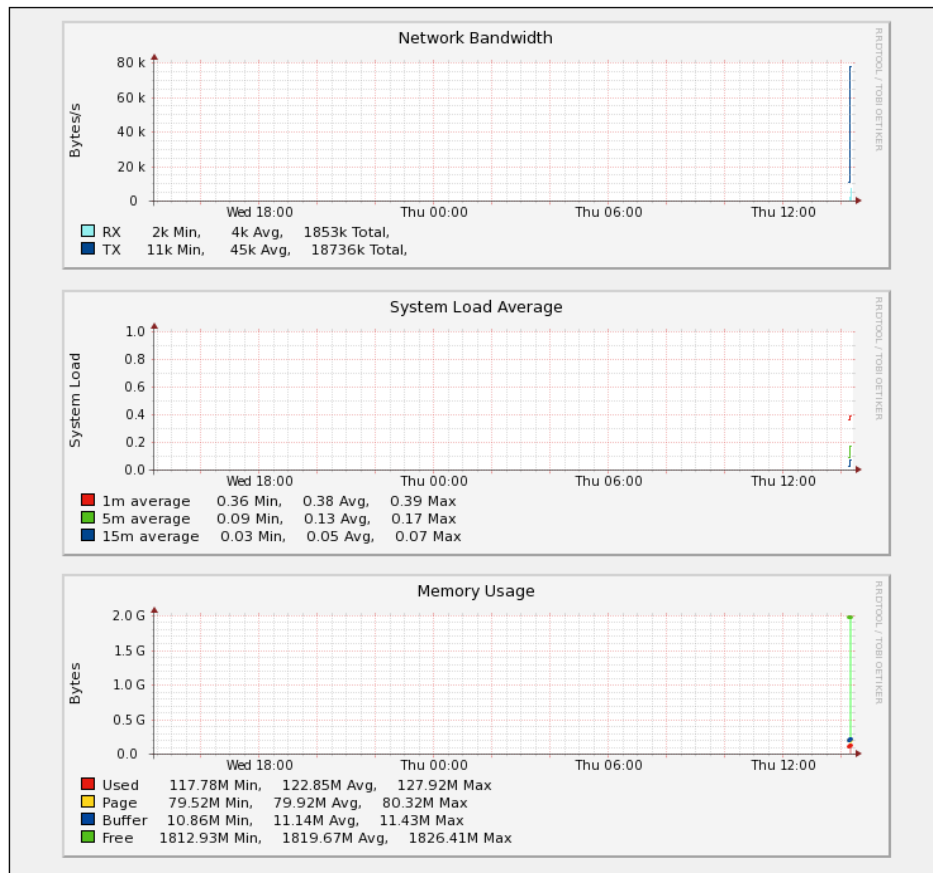 Network Bandwidth
RRDTOOL / TOBI OETIKER
Bytes/s
80 k
60 k
40 k
20 k
0
Wed 18:00 Thu 00:00 Thu 06:00 Thu 12:00
RX 2k Min, 4k Avg, 1853k Total,
TX 11k Min, 45k Avg, 18736k Total,
System Load Average
RRDTOOL / TOBI OETIKER
System Load
1.0
0.8
0.6
0.4
0.2
0.0
Wed 18:00 Thu 00:00 Thu 06:00 Thu 12:00
1m average 0.36 Min, 0.38 Avg, 0.39 Max
5m average 0.09 Min, 0.13 Avg, 0.17 Max
15m average 0.03 Min, 0.05 Avg, 0.07 Max
Memory Usage
RRDTOOL / TOBI OETIKER
Bytes
2.0 G
1.5 G
1.0 G
0.5 G
0.0
Wed 18:00 Thu 00:00 Thu 06:00 Thu 12:00
Used 117.78M Min, 122.85M Avg, 127.92M Max
Page 79.52M Min, 79.92M Avg, 80.32M Max
Buffer 10.86M Min, 11.14M Avg, 11.43M Max
Free 1812.93M Min, 1819.67M Avg, 1826.41M Max